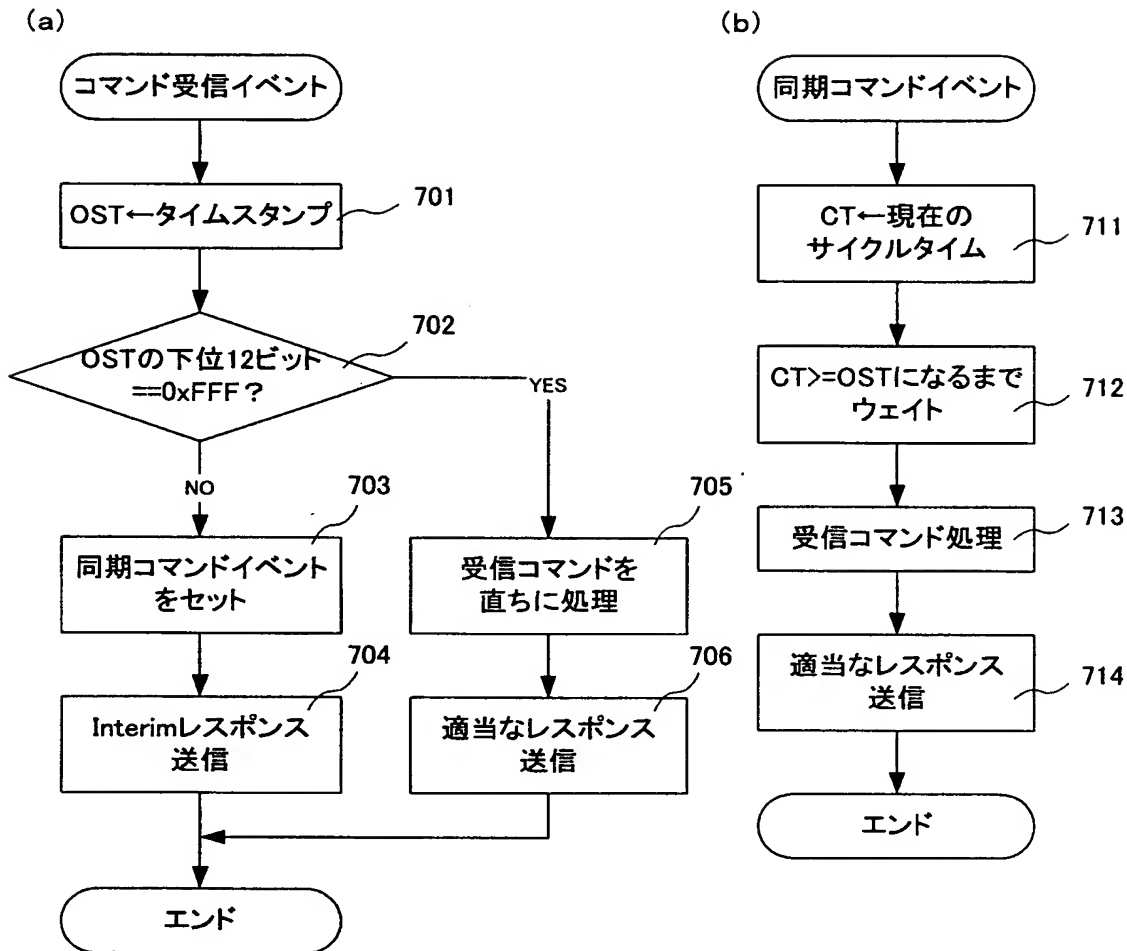 (a)
コマンド受信イベント
OST←タイムスタンプ
701
OSTの下位12ビット
==0xFFF?
702
YES
NO
703
同期コマンドイベント
をセット
705
受信コマンドを
直ちに処理
704
Interimレスポンス
送信
706
適当なレスポンス
送信
エンド
(b)
同期コマンドイベント
CT←現在の
サイクルタイム
711
CT>=OSTになるまで
ウェイト
712
受信コマンド処理
713
適当なレスポンス
送信
714
エンド